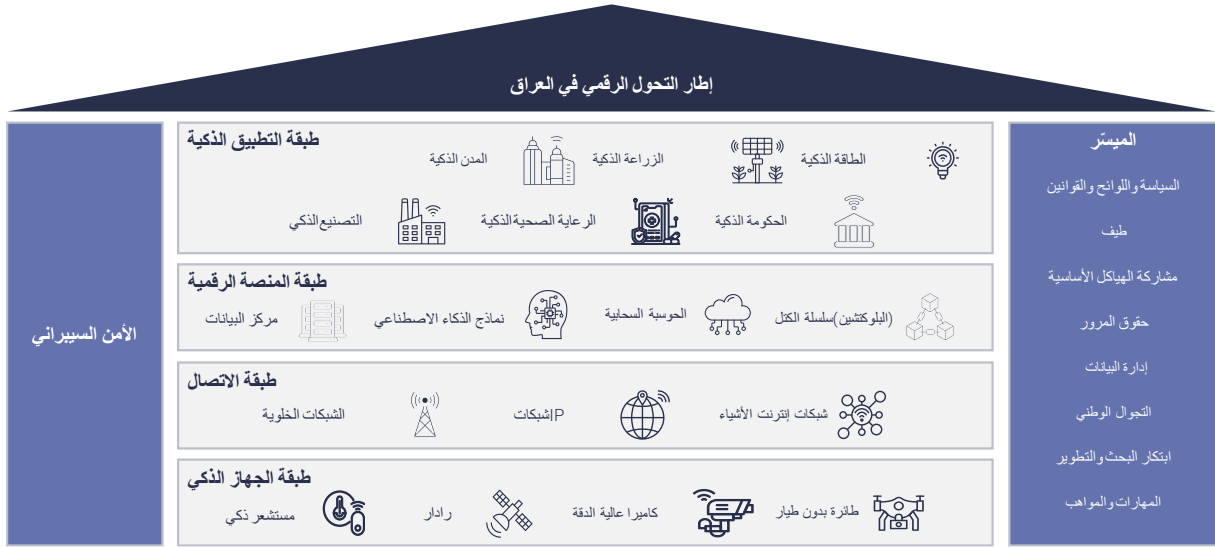 إطار التحول الرقمي في العراق
الميسّر
السياسة واللوائح والقوانين
طيف
مشاركة الهياكل الأساسية
حقوق المرور
إدارة البيانات
التجوال الوطني
ابتكار البحث والتطوير
المهارات والمواهب
طبقة التطبيق الذكية
الطاقة الذكية
الزراعة الذكية
المدن الذكية
الحكومة الذكية
الرعاية الصحية الذكية
التصنيع الذكي
طبقة المنصة الرقمية
(البلوكتشين)سلسلة الكتل
الحوسبة السحابية
نماذج الذكاء الاصطناعي
مركز البيانات
طبقة الاتصال
شبكات إنترنت الأشياء
IPشبكات
الشبكات الخلوية
طبقة الجهاز الذكي
طائرة بدون طيار
كاميرا عالية الدقة
رادار
مستشعر ذكي
الأمن السيبراني